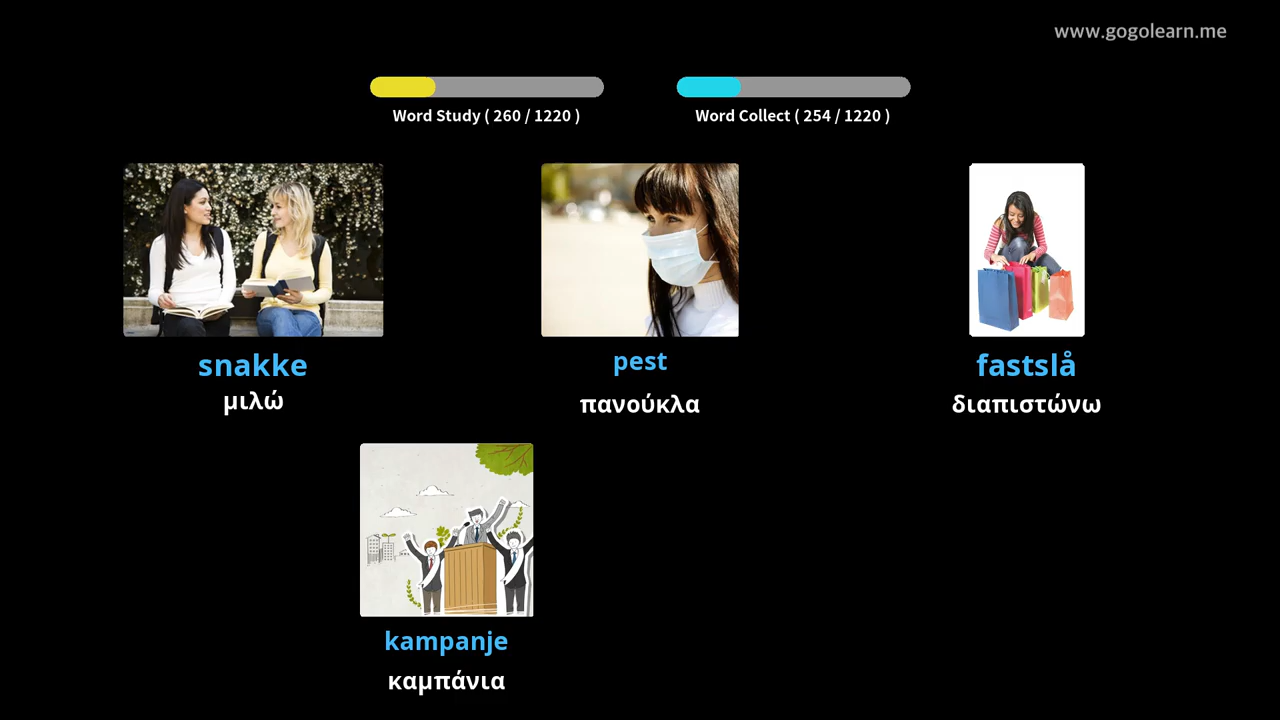 www.gogolearn.me
Word Study ( 260 / 1220 )
Word Collect ( 254 / 1220 )
snakke
μιλώ
pest
πανούκλα
fastslå
διαπιστώνω
kampanje
καμπάνια